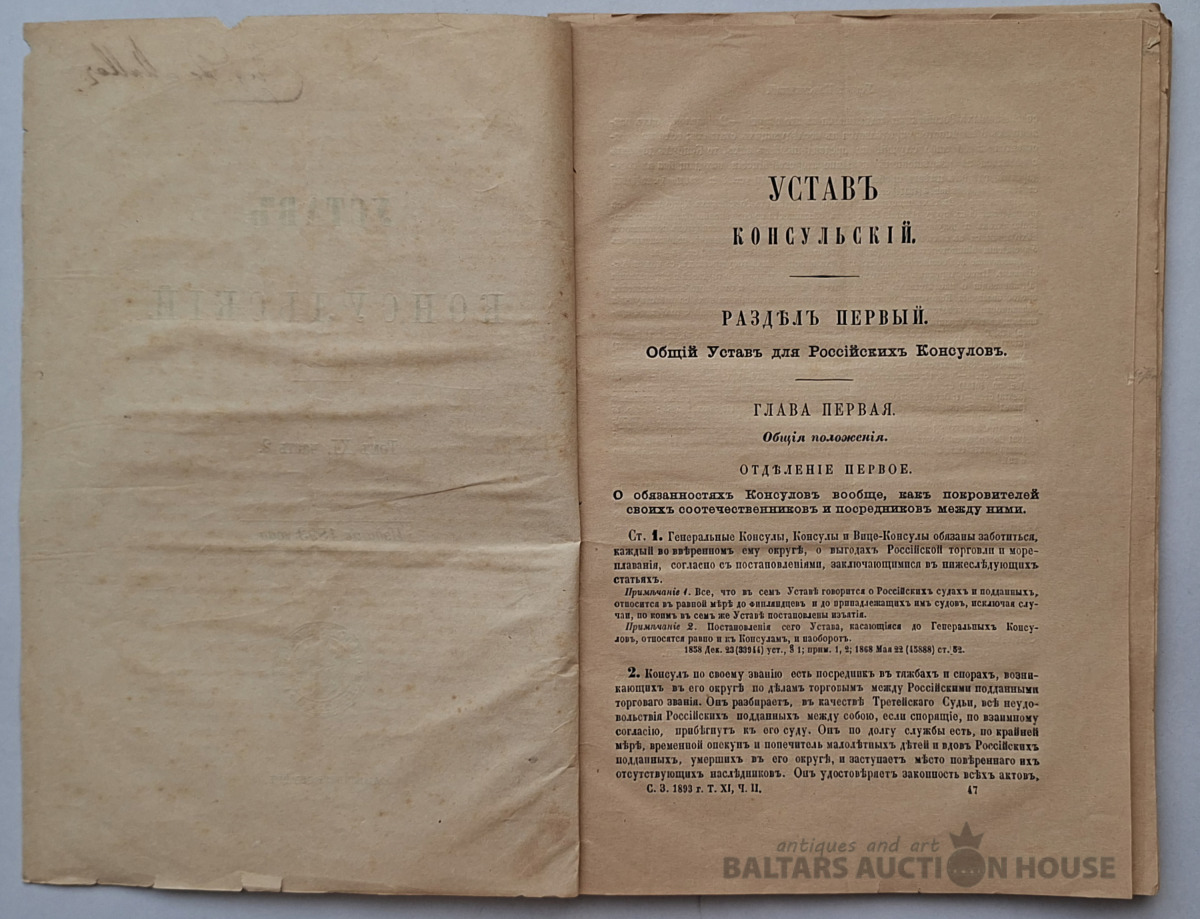 УСТАВЪ
КОНСУЛЬСКІЙ.
Томъ XI, часть 2
УСТАВЪ
КОНСУЛЬСКІЙ.
РАЗДѢЛЪ ПЕРВЫЙ.
Общій Уставъ для Россійскихъ Консуловъ.
ГЛАВА ПЕРВАЯ.
Общія положенія.
ОТДѢЛЕНІЕ ПЕРВОЕ.
О обязанностяхъ Консуловъ вообще, какъ покровителей
своихъ соотечественниковъ и посредниковъ между ними.
Ст. 1. Генеральные Консулы, Консулы и Вице-Консулы обязаны заботиться,
каждый во ввѣренномъ ему округѣ, о выгодахъ Россійской торговли и море-
плаванія, согласно съ постановленіями, заключающимися въ нижеслѣдующихъ
статьяхъ.
Примѣчаніе 1. Все, что въ семъ Уставѣ говорится о Россійскихъ судахъ и подданныхъ,
относится въ равной мѣрѣ до финляндцевъ и до принадлежащихъ имъ судовъ, исключая слу-
чаи, по коимъ въ семъ же Уставѣ постановлены изъятія.
Примѣчаніе 2. Постановленія сего Устава, касающіяся до Генеральныхъ Консу-
ловъ, относятся равно и къ Консуламъ, и наоборотъ.
1858 Дек. 23 (33944) уст., § 1; прим. 1, 2; 1868 Мая 22 (45888) ст. 52.
2. Консулъ по своему званію есть посредникъ въ тяжбахъ и спорахъ, возни-
кающихъ въ его округѣ по дѣламъ торговымъ между Россійскими подданными
торговаго званія. Онъ разбираетъ, въ качествѣ Третейскаго Судьи, всѣ неудо-
вольствія Россійскихъ подданныхъ между собою, если спорящіе, по взаимному
согласію, прибѣгнутъ къ его суду. Онъ по долгу службы есть, по крайней
мѣрѣ, временной опекунъ и попечитель малолѣтныхъ дѣтей и вдовъ Россійскихъ
подданныхъ, умершихъ въ его округѣ, и заступаетъ мѣсто повѣреннаго ихъ
отсутствующихъ наслѣдниковъ. Онъ удостовѣряетъ законность всѣхъ актовъ,
С. З. 1893 г. Т. XI, Ч. II.
47
antiques and art
BALTARS AUCTION HOUSE